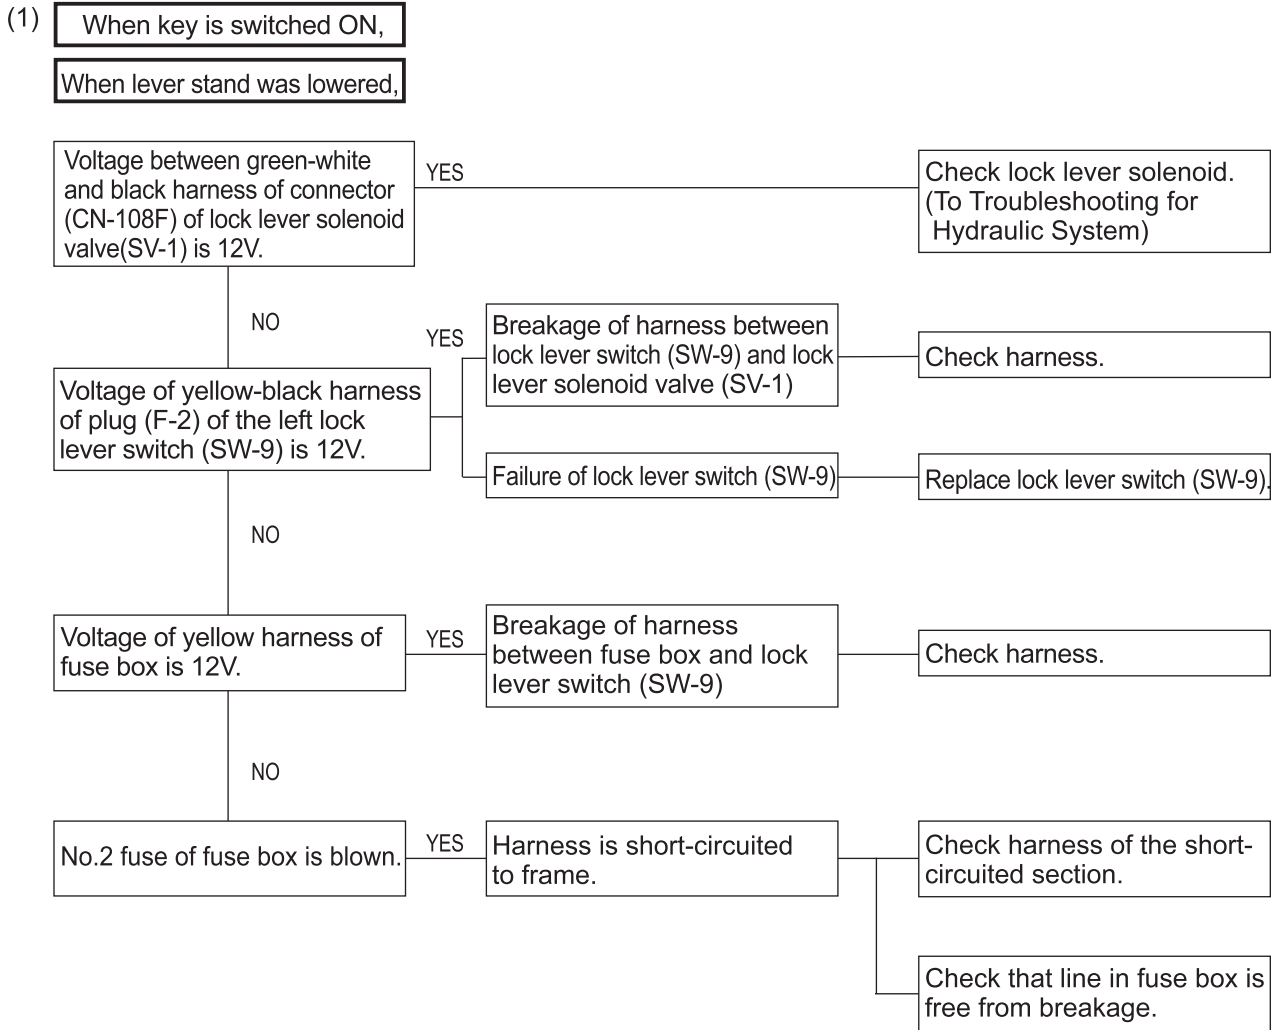 (1)
When key is switched ON,
When lever stand was lowered,
Voltage between green-white
and black harness of connector
(CN-108F) of lock lever solenoid
valve(SV-1) is 12V.
YES
Check lock lever solenoid.
(To Troubleshooting for
Hydraulic System)
NO
Voltage of yellow-black harness
of plug (F-2) of the left lock
lever switch (SW-9) is 12V.
YES
Breakage of harness between
lock lever switch (SW-9) and lock
lever solenoid valve (SV-1)
Check harness.
Failure of lock lever switch (SW-9)
Replace lock lever switch (SW-9).
NO
Voltage of yellow harness of
fuse box is 12V.
YES
Breakage of harness
between fuse box and lock
lever switch (SW-9)
Check harness.
NO
No.2 fuse of fuse box is blown.
YES
Harness is short-circuited
to frame.
Check harness of the short-
circuited section.
Check that line in fuse box is
free from breakage.